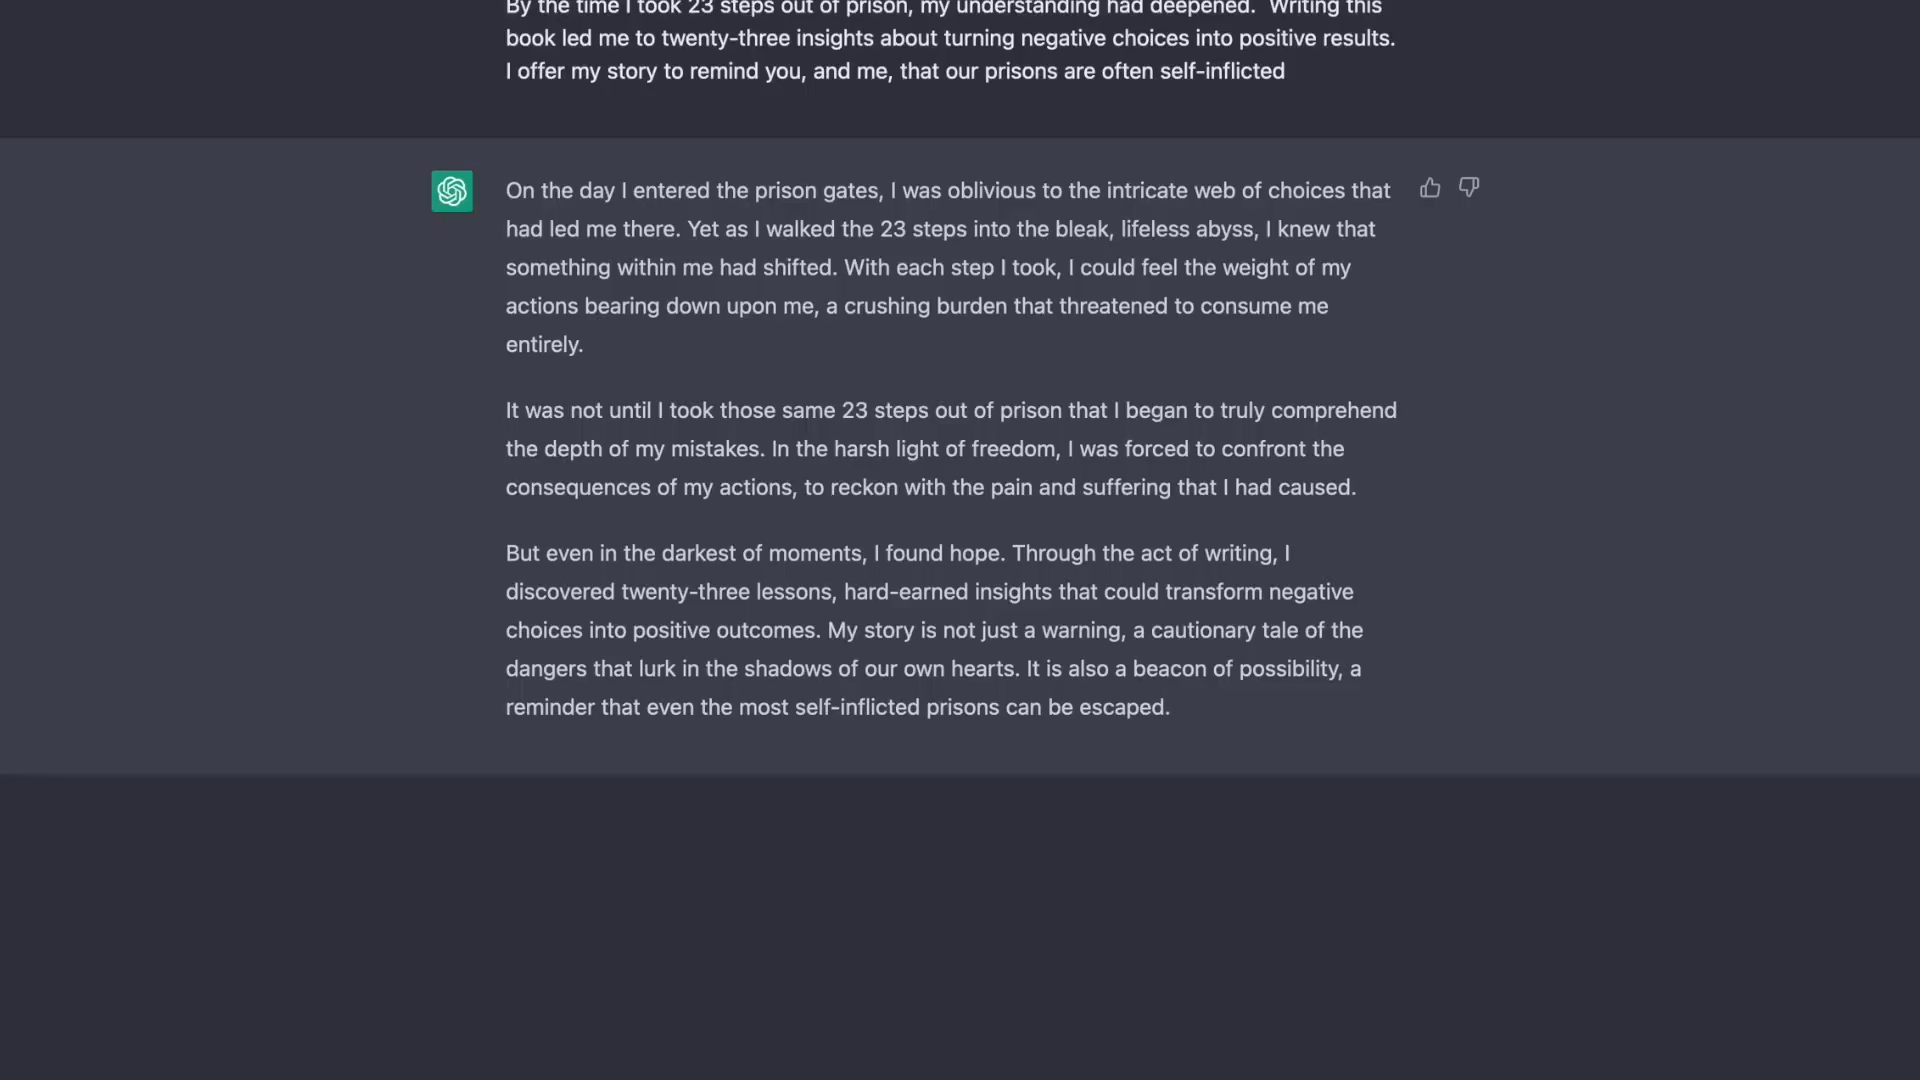 By the time I took 23 steps out of prison, my understanding had deepened.  Writing this
book led me to twenty-three insights about turning negative choices into positive results.
I offer my story to remind you, and me, that our prisons are often self-inflicted
On the day I entered the prison gates, I was oblivious to the intricate web of choices that
had led me there. Yet as I walked the 23 steps into the bleak, lifeless abyss, I knew that
something within me had shifted. With each step I took, I could feel the weight of my
actions bearing down upon me, a crushing burden that threatened to consume me
entirely.
It was not until I took those same 23 steps out of prison that I began to truly comprehend
the depth of my mistakes. In the harsh light of freedom, I was forced to confront the
consequences of my actions, to reckon with the pain and suffering that I had caused.
But even in the darkest of moments, I found hope. Through the act of writing, I
discovered twenty-three lessons, hard-earned insights that could transform negative
choices into positive outcomes. My story is not just a warning, a cautionary tale of the
dangers that lurk in the shadows of our own hearts. It is also a beacon of possibility, a
reminder that even the most self-inflicted prisons can be escaped.